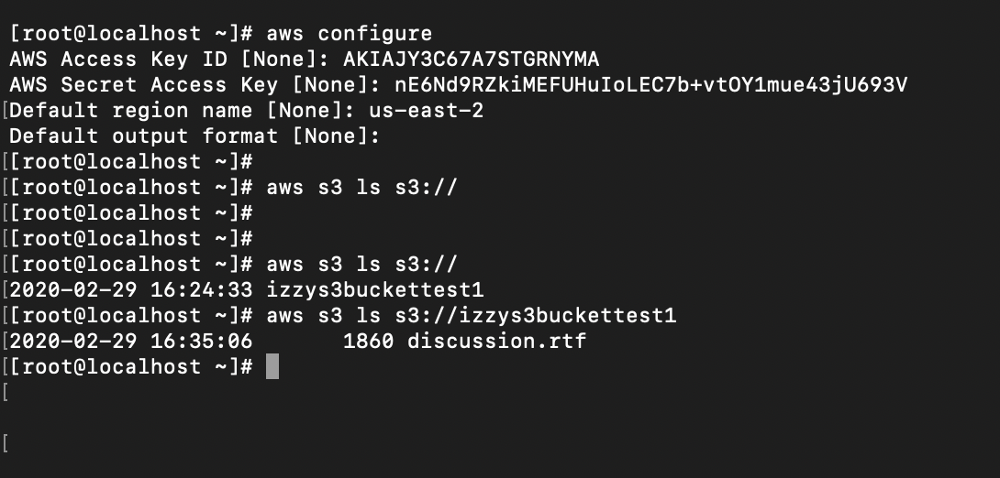 [root@localhost ~]# aws configure
AWS Access Key ID [None]: AKIAJY3C67A7STGRNYMA
AWS Secret Access Key [None]: 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
[Default region name [None]: us-east-2
Default output format [None]:
[[root@localhost ~]#
[[root@localhost ~]# aws s3 ls s3://
[[root@localhost ~]#
[[root@localhost ~]#
[[root@localhost ~]# aws s3 ls s3://
[2020-02-29 16:24:33 izzys3buckettest1
[[root@localhost ~]# aws s3 ls s3://izzys3buckettest1
[2020-02-29 16:35:06       1860 discussion.rtf
[[root@localhost ~]#
[
[